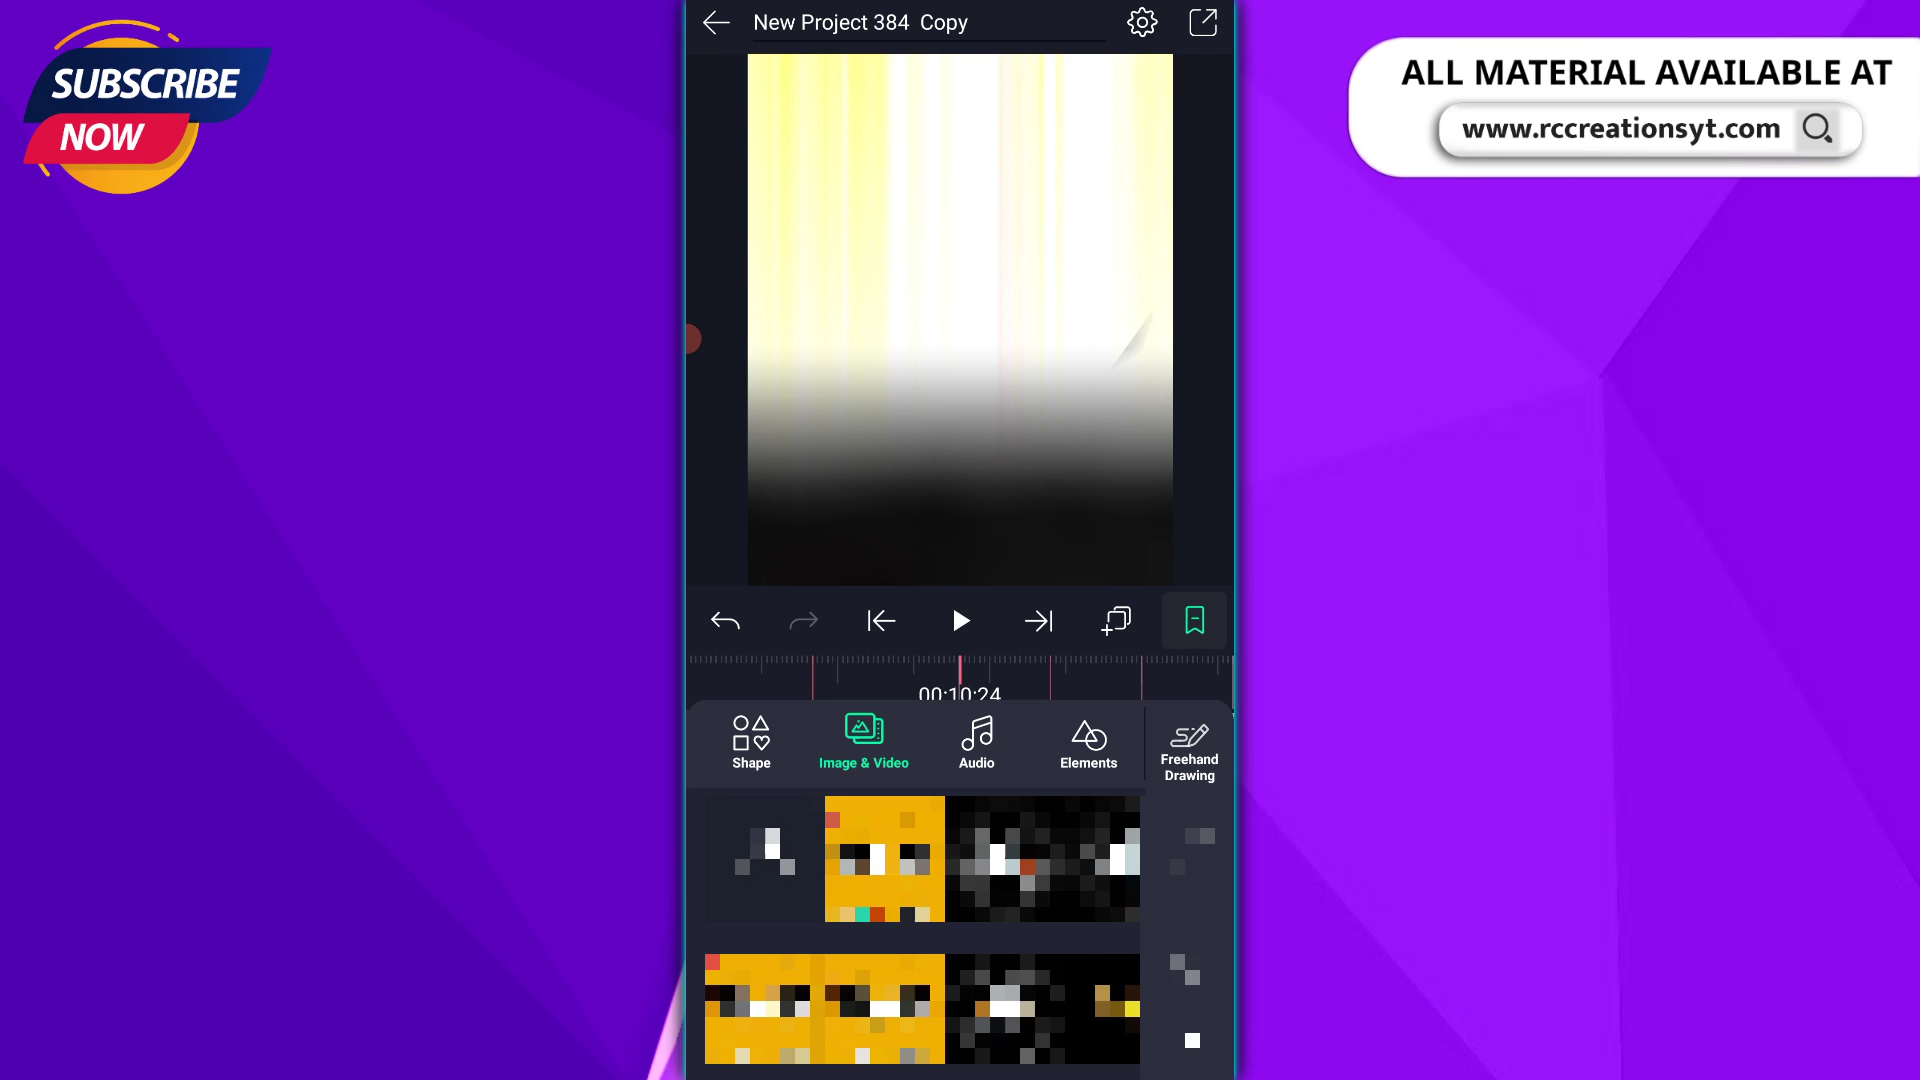 SUBSCRIBE
NOW
New Project 384  Copy
ALL MATERIAL AVAILABLE AT
www.rccreationsyt.com
00:10:24
Shape
Image & Video
Audio
Elements
Freehand
Drawing